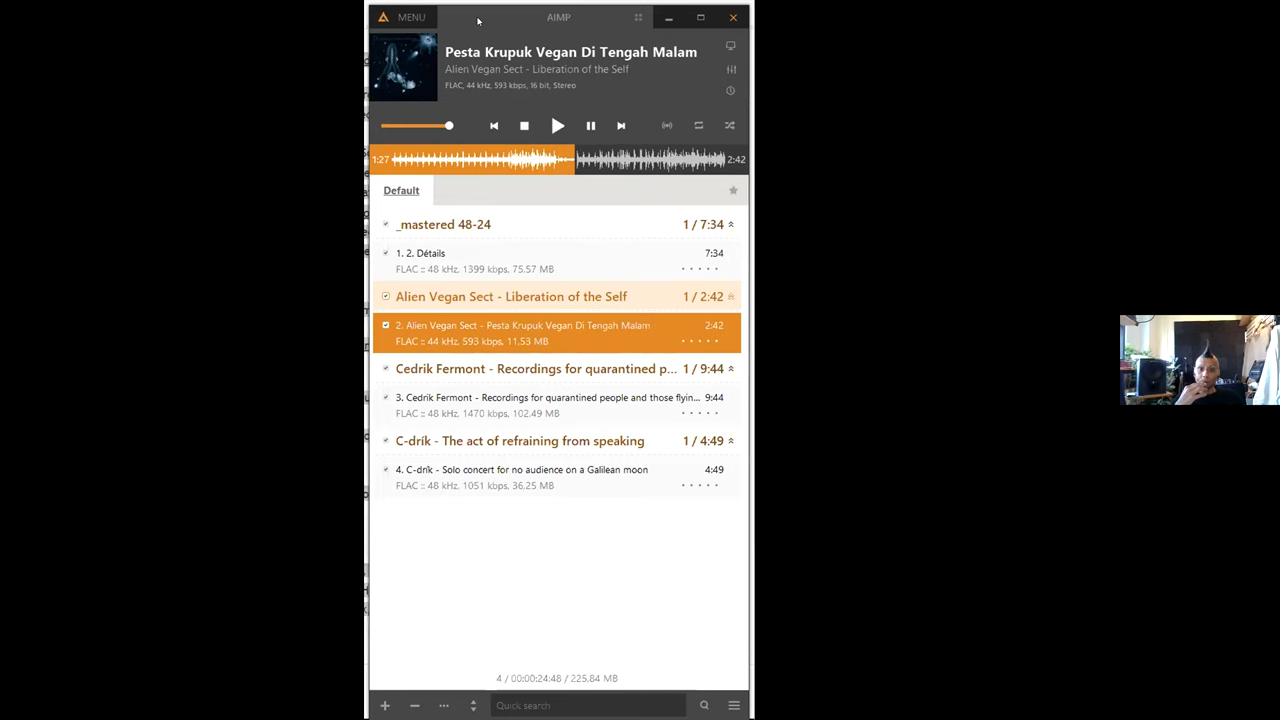 MENU
AIMP
Pesta Krupuk Vegan Di Tengah Malam
Alien Vegan Sect - Liberation of the Self
FLAC, 44 kHz, 593 kbps, 16 bit, Stereo
1:27
2:42
Default
_mastered 48-24 1 / 7:34
1. 2. Détails 7:34
FLAC :: 48 kHz, 1399 kbps, 75.57 MB
Alien Vegan Sect - Liberation of the Self 1 / 2:42
2. Alien Vegan Sect - Pesta Krupuk Vegan Di Tengah Malam 2:42
FLAC :: 44 kHz, 593 kbps, 11,53 MB
Cedrik Fermont - Recordings for quarantined p... 1 / 9:44
3. Cedrik Fermont - Recordings for quarantined people and those flyin... 9:44
FLAC :: 48 kHz, 1470 kbps, 102.49 MB
C-drík - The act of refraining from speaking 1 / 4:49
4. C-drík - Solo concert for no audience on a Galilean moon 4:49
FLAC :: 48 kHz, 1051 kbps, 36,25 MB
4 / 00:00:24:48 / 225,84 MB
Quick search